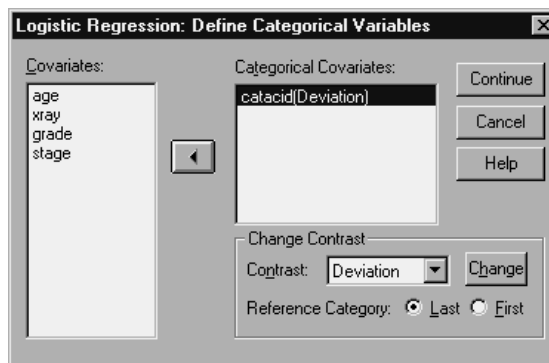 Logistic Regression: Define Categorical Variables
Covariates:
age
xray
grade
stage
Categorical Covariates:
catacid(Deviation)
Continue
Cancel
Help
Change Contrast
Contrast: Deviation Change
Reference Category: Last First